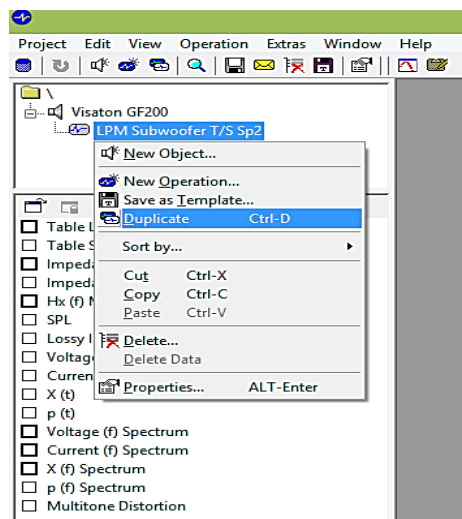 Project Edit View Operation Extras Window Help
\
Visaton GF200
LPM Subwoofer T/S Sp2
New Object...
New Operation...
Save as Template...
Duplicate Ctrl-D
Sort by...
Cut Ctrl-X
Copy Ctrl-C
Paste Ctrl-V
Delete...
Delete Data
Properties... ALT-Enter
Table
Table S
Imped
Imped
Hx (f)
SPL
Lossy
Voltag
Curren
X (t)
p (t)
Voltage (f) Spectrum
Current (f) Spectrum
X (f) Spectrum
p (f) Spectrum
Multitone Distortion